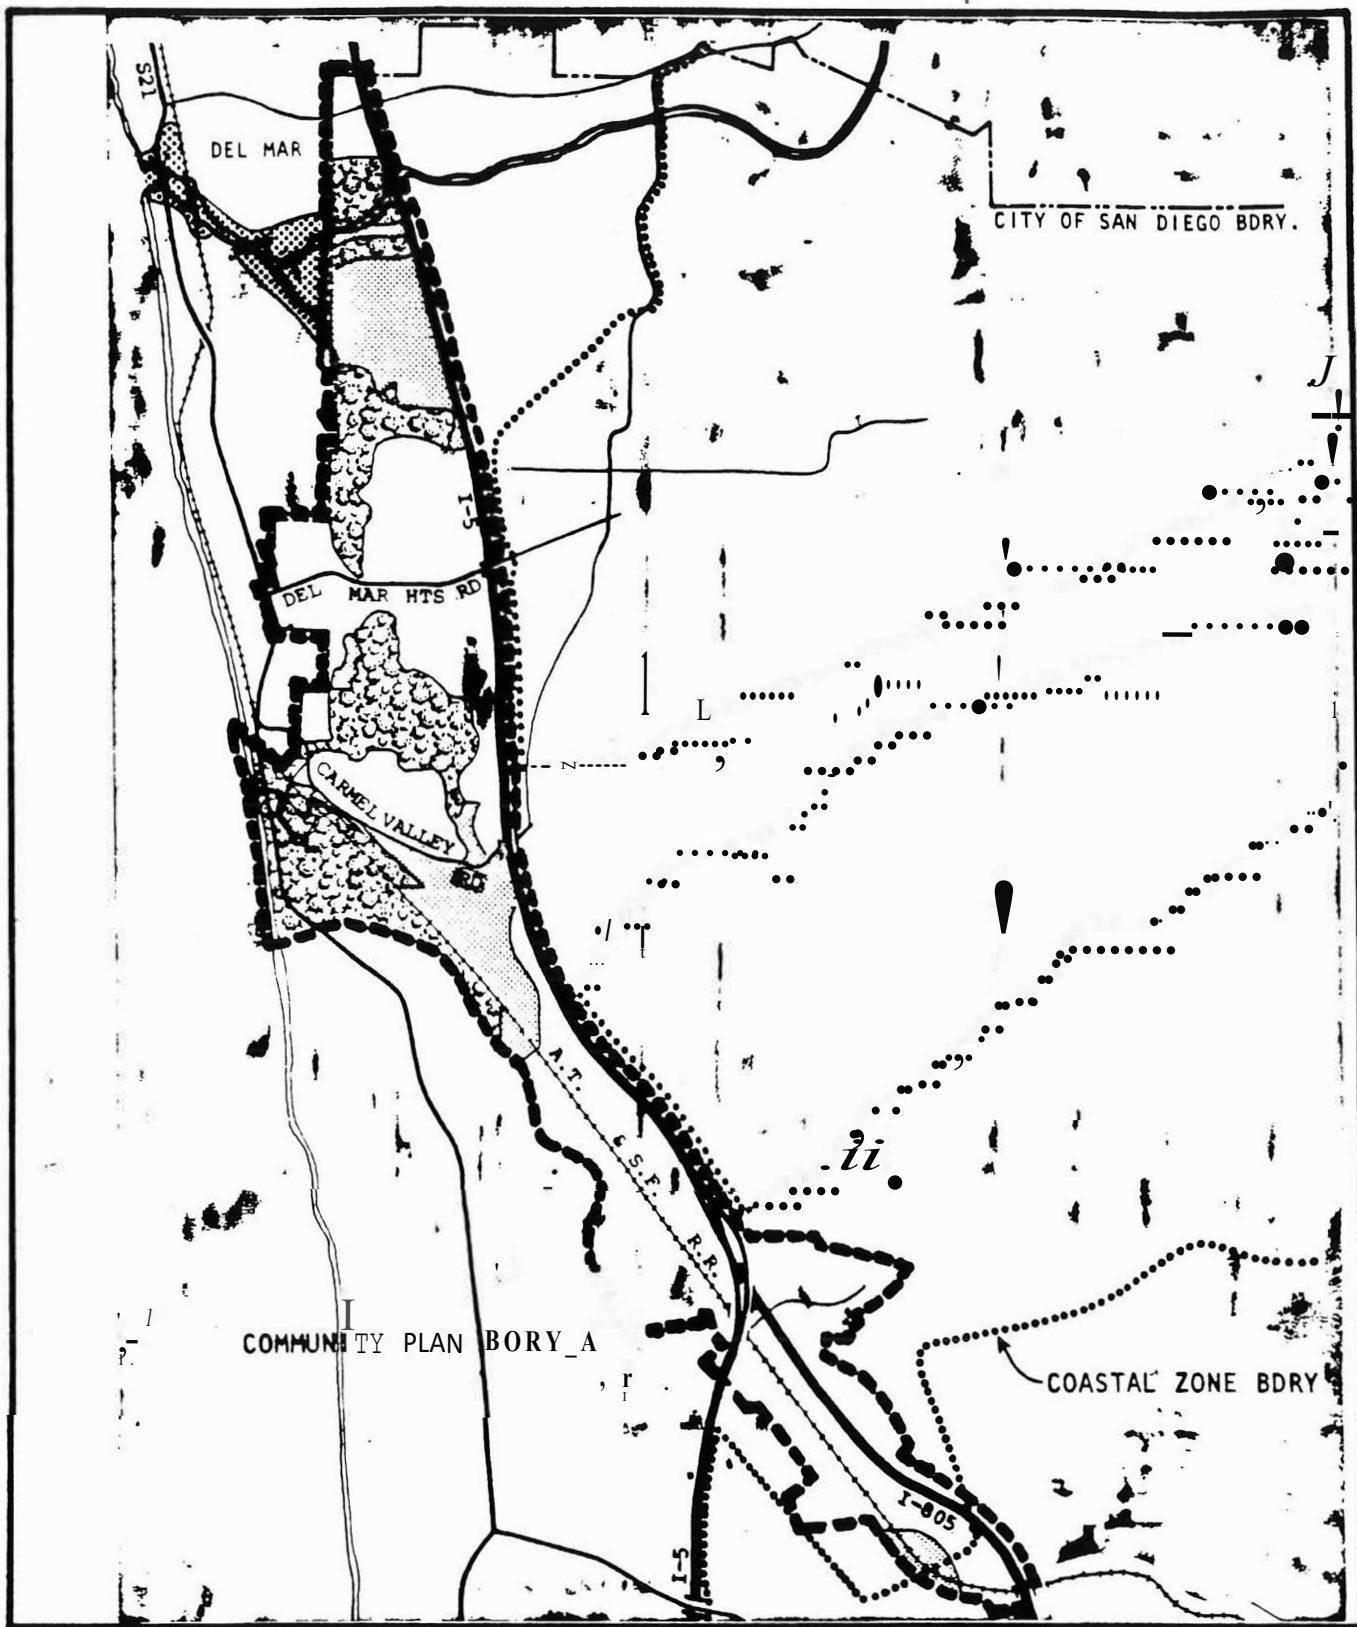 S21
DEL MAR
CITY OF SAN DIEGO BDRY.
I-5
DEL MAR HTS RD
CARMEL VALLEY
RD
A.T. & S.F. R.R.
COMMUNITY PLAN BORY_A
COASTAL ZONE BDRY
I-805
I-5